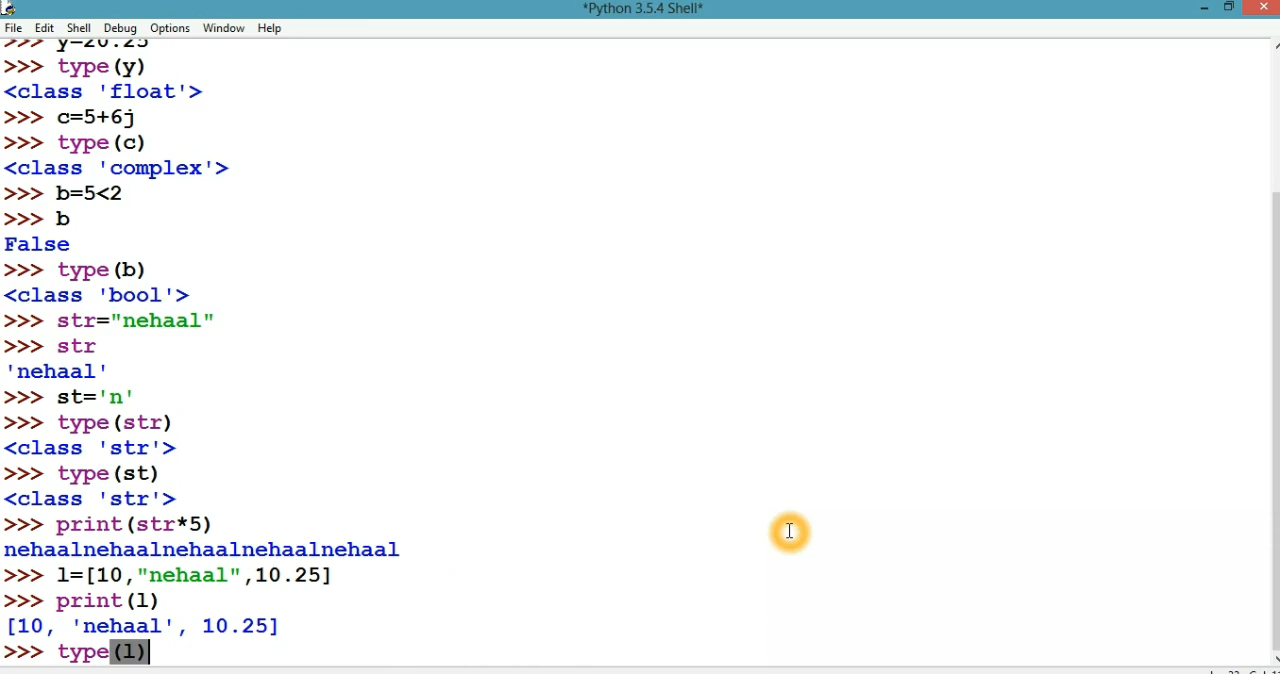 *Python 3.5.4 Shell*
File Edit Shell Debug Options Window Help
>>> y=20.25
>>> type(y)
<class 'float'>
>>> c=5+6j
>>> type(c)
<class 'complex'>
>>> b=5<2
>>> b
False
>>> type(b)
<class 'bool'>
>>> str="nehaal"
>>> str
'nehaal'
>>> st='n'
>>> type(str)
<class 'str'>
>>> type(st)
<class 'str'>
>>> print(str*5)
nehaalnehaalnehaalnehaalnehaal
>>> l=[10,"nehaal",10.25]
>>> print(l)
[10, 'nehaal', 10.25]
>>> type(l)